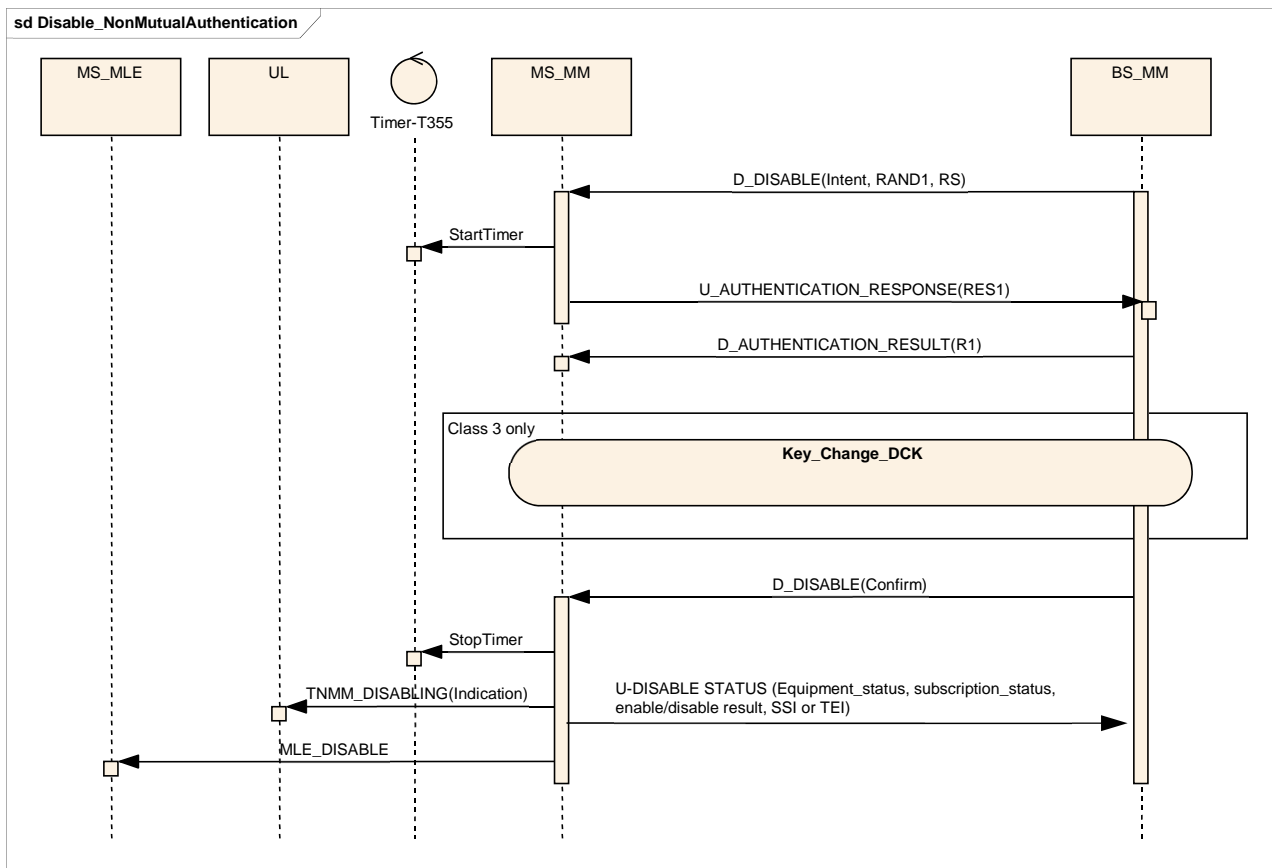 sd Disable_NonMutualAuthentication
MS_MLE
UL
Timer-T355
MS_MM
BS_MM
D_DISABLE(Intent, RAND1, RS)
StartTimer
U_AUTHENTICATION_RESPONSE(RES1)
D_AUTHENTICATION_RESULT(R1)
Class 3 only
Key_Change_DCK
D_DISABLE(Confirm)
StopTimer
TNMM_DISABLING(Indication)
U-DISABLE STATUS (Equipment_status, subscription_status,
enable/disable result, SSI or TEI)
MLE_DISABLE